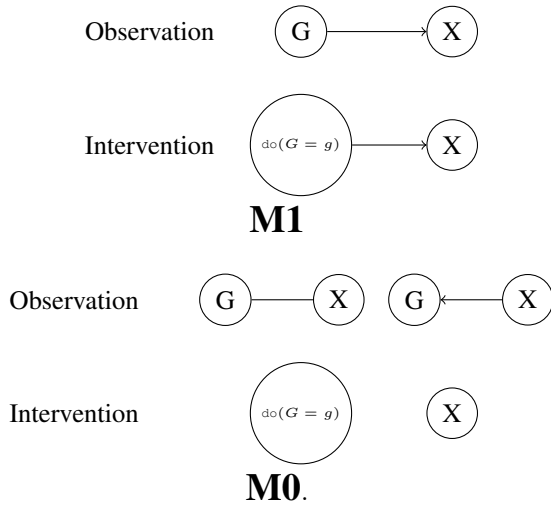 Observation G X
Intervention do(G = g) X
M1
Observation G X G X
Intervention do(G = g) X
M0.